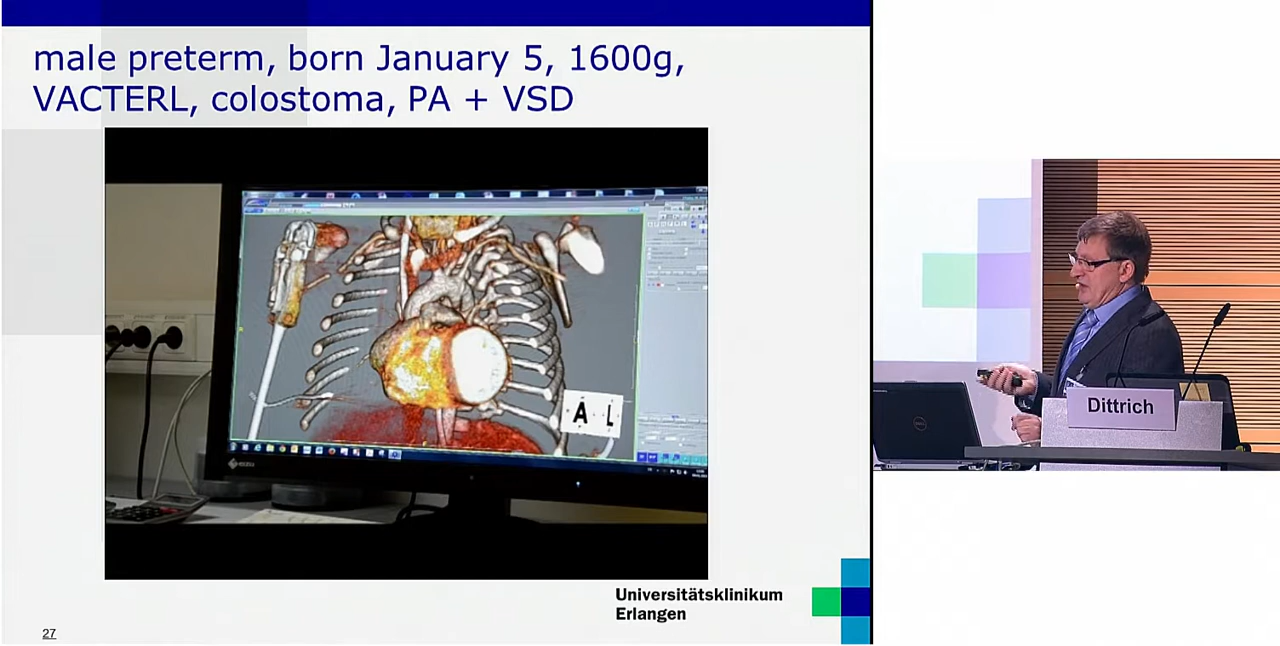 male preterm, born January 5, 1600g,
VACTERL, colostoma, PA + VSD
A L
Universitätsklinikum
Erlangen
27
Dittrich